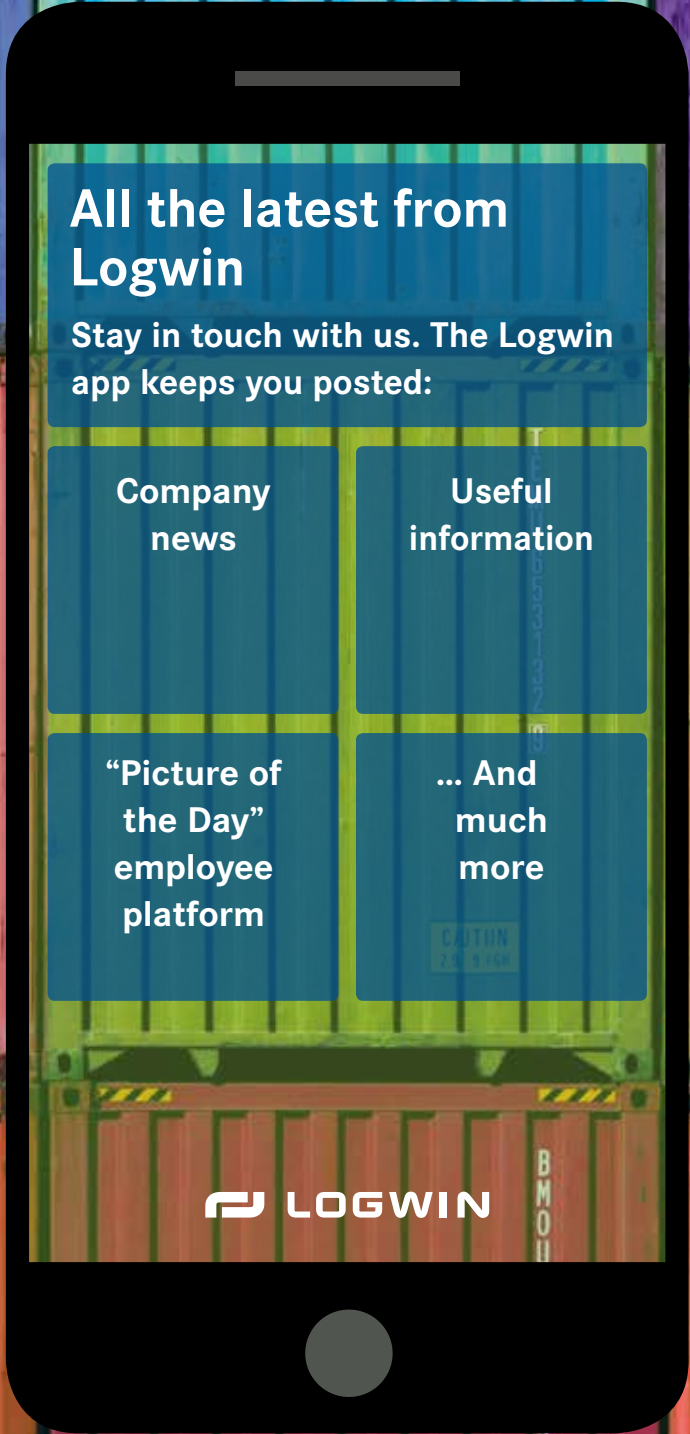 All the latest from
Logwin
Stay in touch with us. The Logwin
app keeps you posted:
Company
news
Useful
information
“Picture of
the Day”
employee
platform
... And
much
more
LOGWIN
BMOU